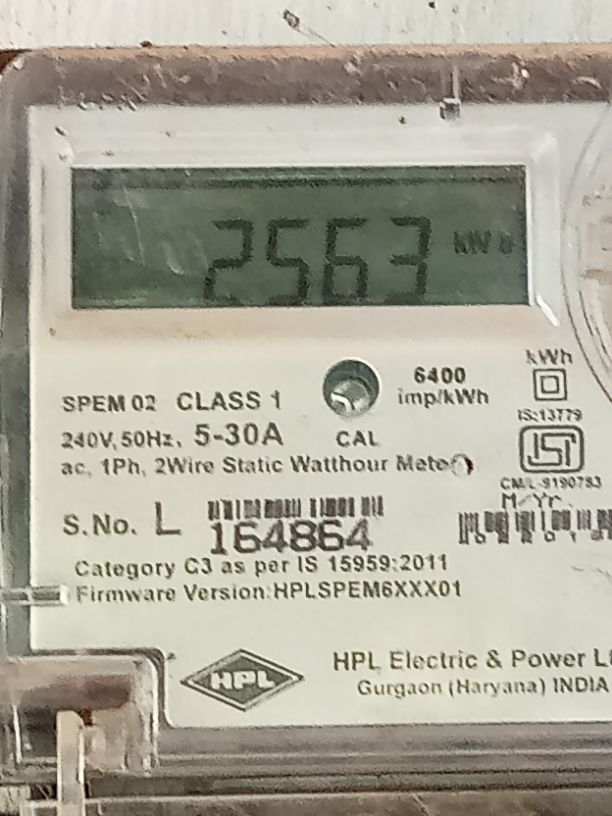 2563 kWh
6400
imp/kWh
kWh
SPEM 02 CLASS 1
IS:13779
240V, 50Hz, 5-30A
CAL
ac, 1Ph, 2Wire Static Watthour Meter
CM/L-9190783
M/Yr.
S.No. L 164864
Category C3 as per IS 15959:2011
Firmware Version:HPLSPEM6XXX01
HPL
HPL Electric & Power Lt
Gurgaon (Haryana) INDIA